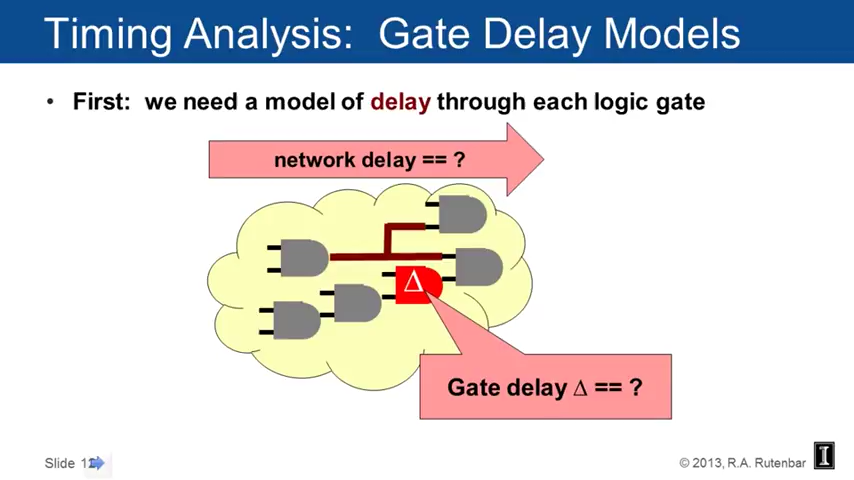 Timing Analysis: Gate Delay Models
• First: we need a model of delay through each logic gate
network delay == ?
Δ
Gate delay Δ == ?
Slide
© 2013, R.A. Rutenbar
I